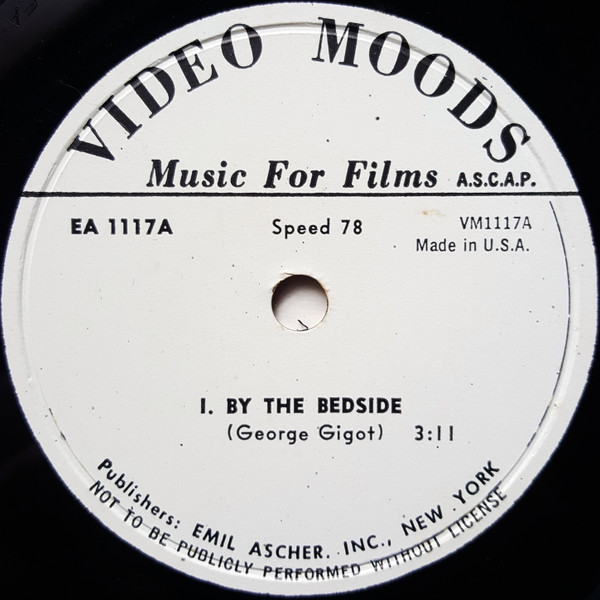 VIDEO MOODS
Music For Films A.S.C.A.P.
EA 1117A
Speed 78
VM1117A
Made in U.S.A.
1. BY THE BEDSIDE
(George Gigot) 3:11
Publishers: EMIL ASCHER. INC., NEW YORK
NOT TO BE PUBLICLY PERFORMED WITHOUT LICENSE